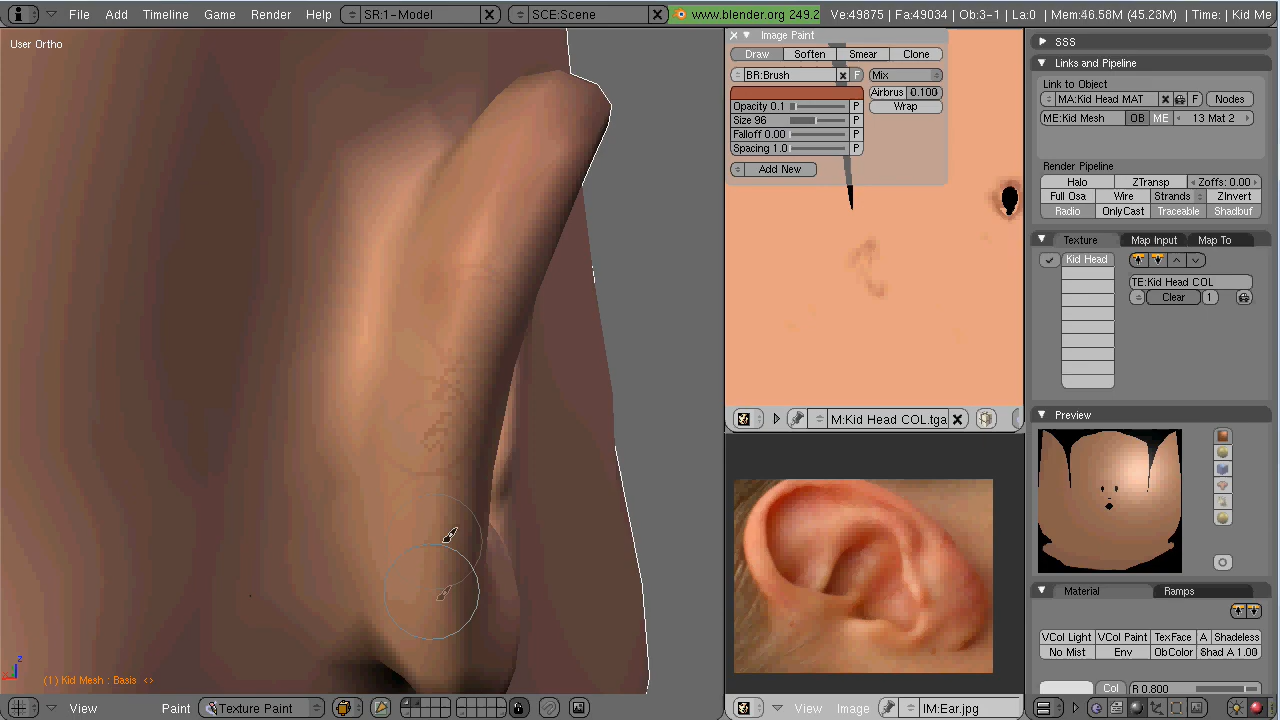 File Add Timeline Game Render Help SR:1-Model SCE:Scene www.blender.org 249.2 Ve:49875 | Fa:49034 | Ob:3-1 | La:0 | Mem:46.58M (45.23M) | Time: | Kid Me
User Ortho
Image Paint
Draw Soften Smear Clone
BR:Brush F Mix
Airbrus 0.100
Opacity 0.1 P Wrap
Size 96 P
Falloff 0.00 P
Spacing 1.0 P
Add New
M:Kid Head COL.tga
SSS
Links and Pipeline
Link to Object
MA:Kid Head MAT F Nodes
ME:Kid Mesh OB ME 13 Mat 2
Render Pipeline
Halo ZTransp Zoffs: 0.00
Full Osa Wire Strands ZInvert
Radio OnlyCast Traceable Shadbuf
Texture Map Input Map To
Kid Head
TE:Kid Head COL
Clear 1
Preview
Material Ramps
VCol Light VCol Paint TexFace A Shadeless
No Mist Env ObColor Shad A 1.00
Col R 0.800
z
(1) Kid Mesh : Basis <>
View Paint Texture Paint
View Image IM:Ear.jpg